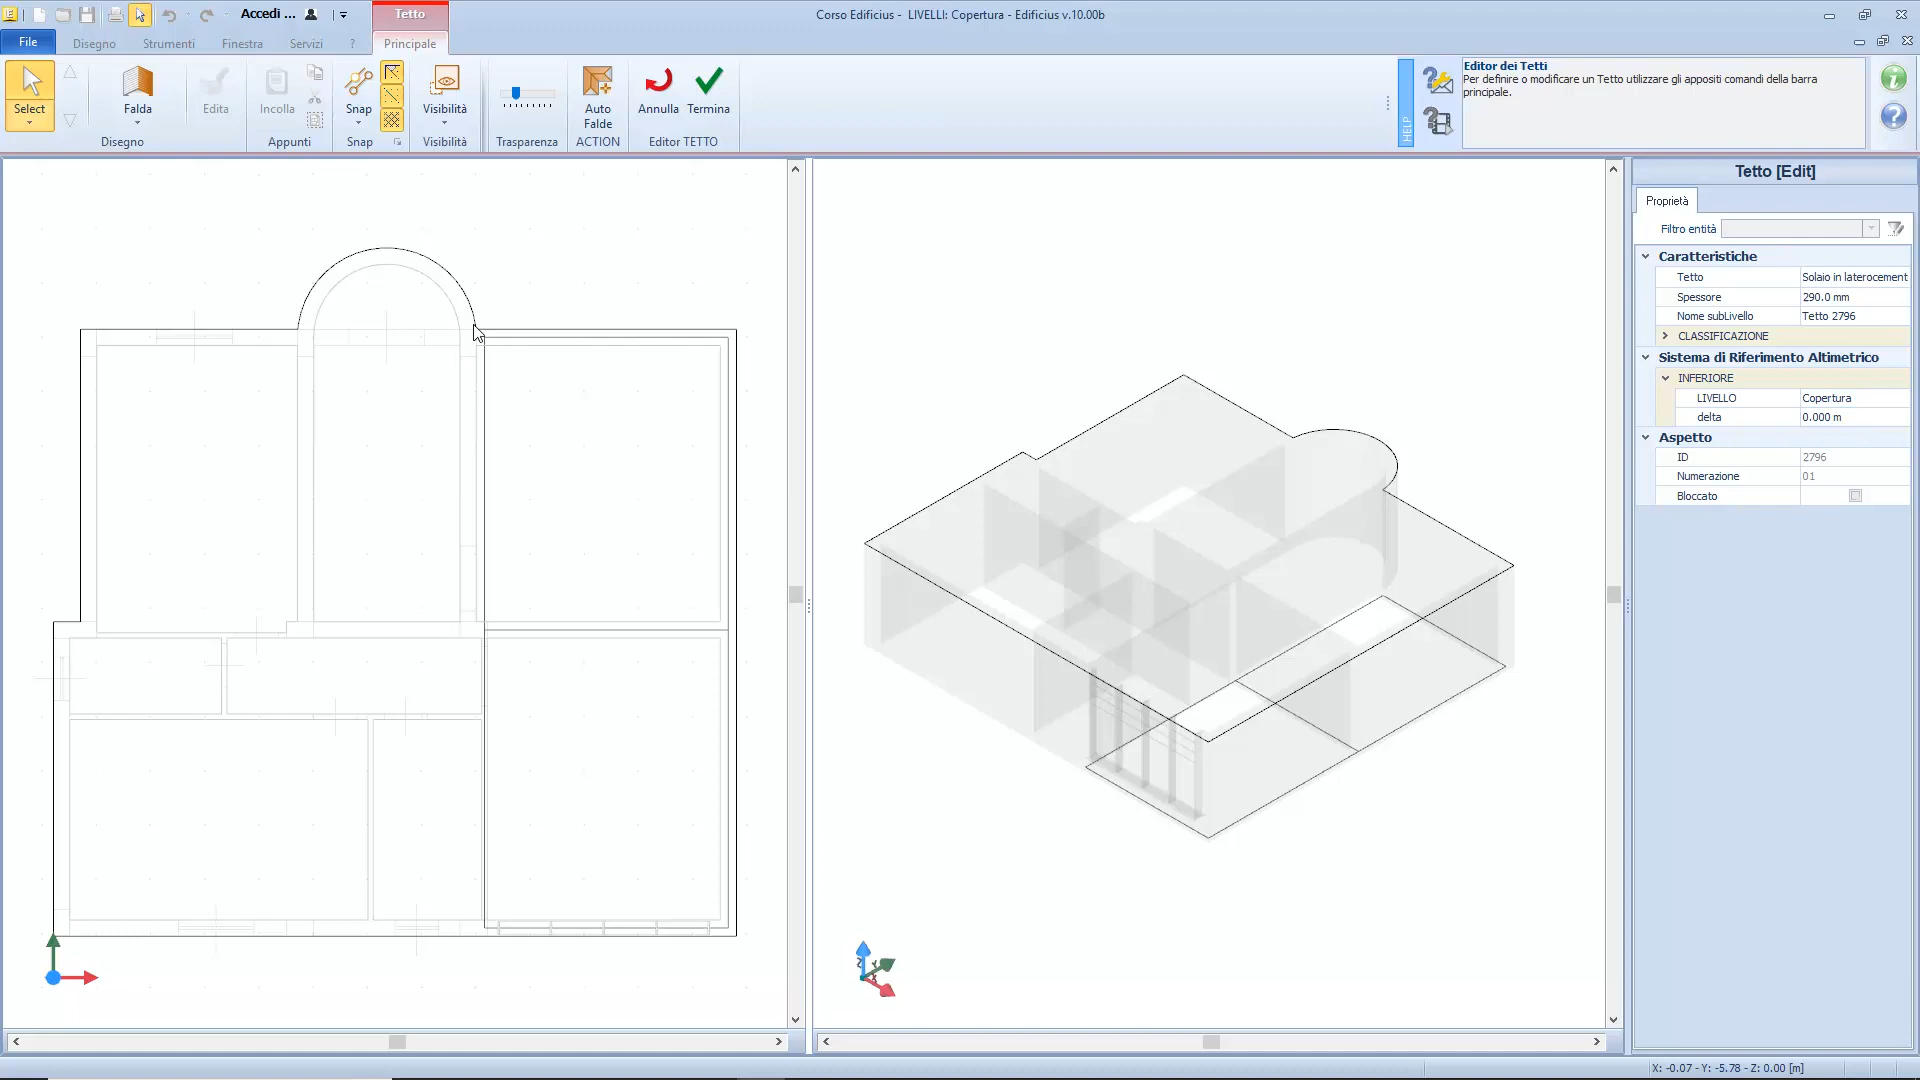 Accedi ...
Tetto
Corso Edificius - LIVELLI: Copertura - Edificius v.10.00b
File
Disegno
Strumenti
Finestra
Servizi
?
Principale
Select
Falda
Edita
Incolla
Snap
Visibilità
Auto
Falde
Annulla
Termina
Disegno
Appunti
Snap
Visibilità
Trasparenza
ACTION
Editor TETTO
HELP
Editor dei Tetti
Per definire o modificare un Tetto utilizzare gli appositi comandi della barra
principale.
Tetto [Edit]
Proprietà
Filtro entità
Caratteristiche
Tetto Solaio in laterocement
Spessore 290.0 mm
Nome subLivello Tetto 2796
CLASSIFICAZIONE
Sistema di Riferimento Altimetrico
INFERIORE
LIVELLO Copertura
delta 0.000 m
Aspetto
ID 2796
Numerazione 01
Bloccato
X: -0.07 - Y: -5.78 - Z: 0.00 [m]